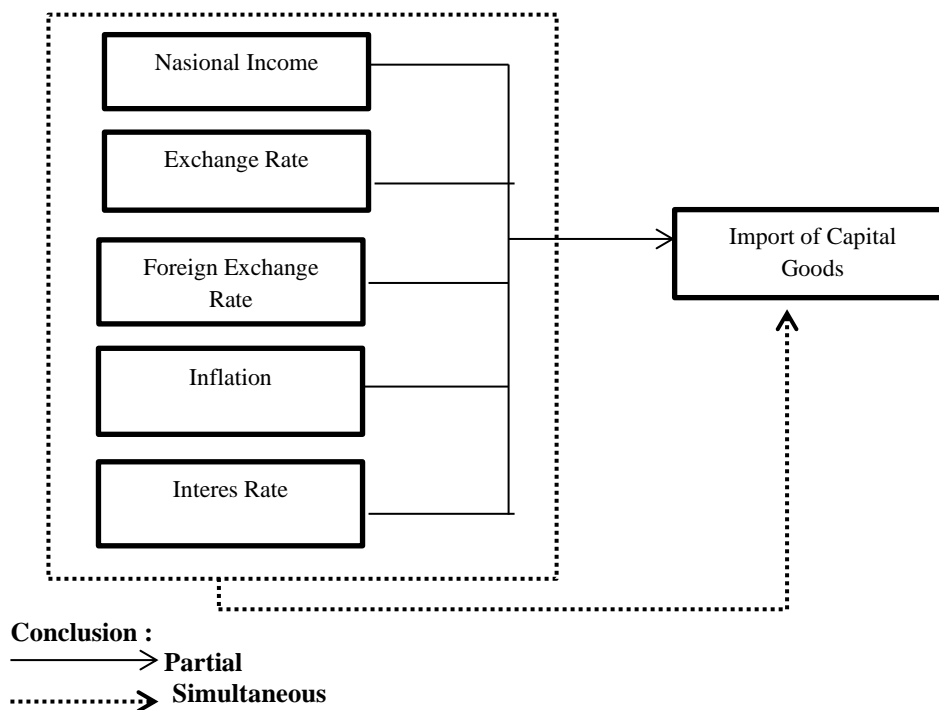 Nasional Income
Exchange Rate
Foreign Exchange
Rate
Inflation
Interes Rate
Import of Capital
Goods
Conclusion :
Partial
Simultaneous